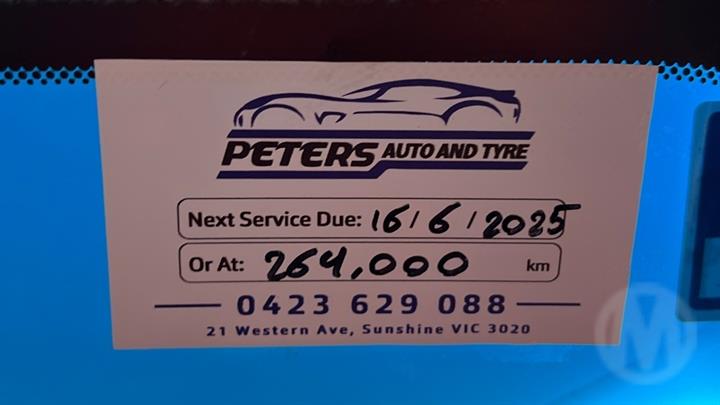 PETERS AUTO AND TYRE
Next Service Due: 16/6/2025
Or At: 264,000 km
0423 629 088
21 Western Ave, Sunshine VIC 3020
M